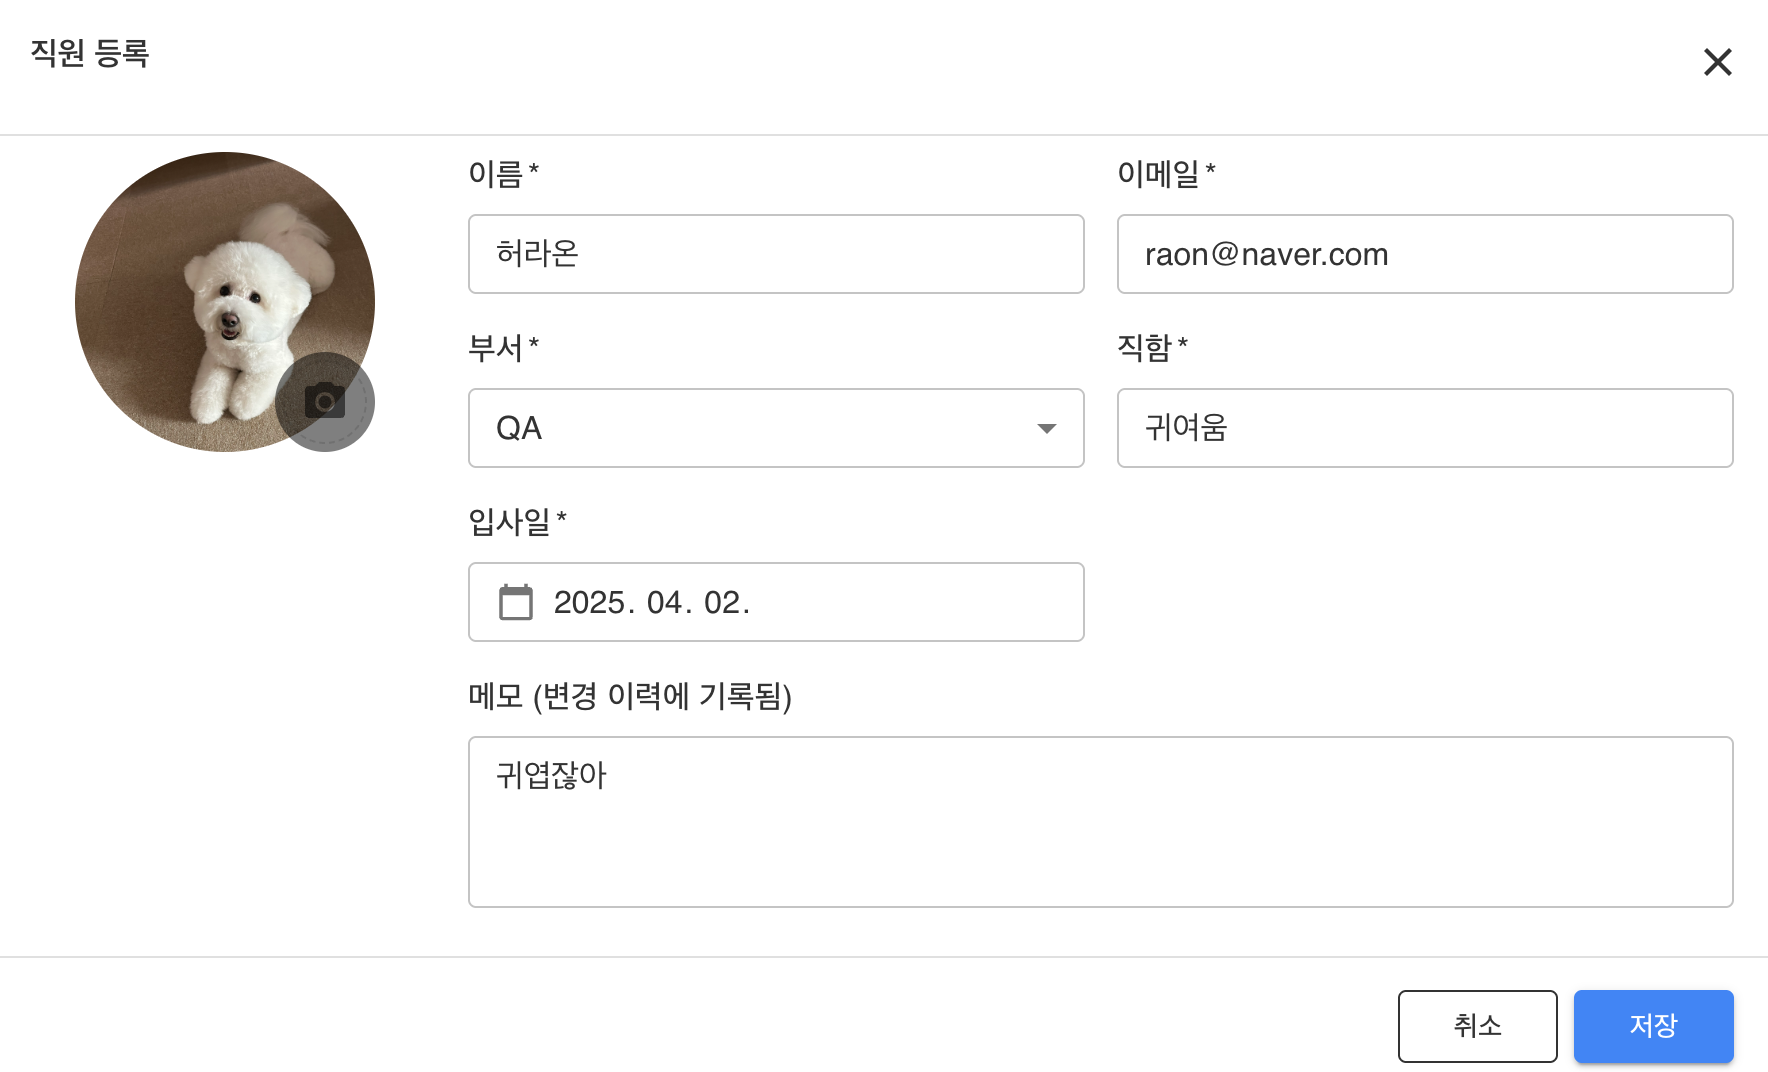 직원 등록
이름 *
이메일 *
허라온
raon@naver.com
부서 *
직함 *
QA
귀여움
입사일 *
2025. 04. 02.
메모 (변경 이력에 기록됨)
귀엽잖아
취소
저장